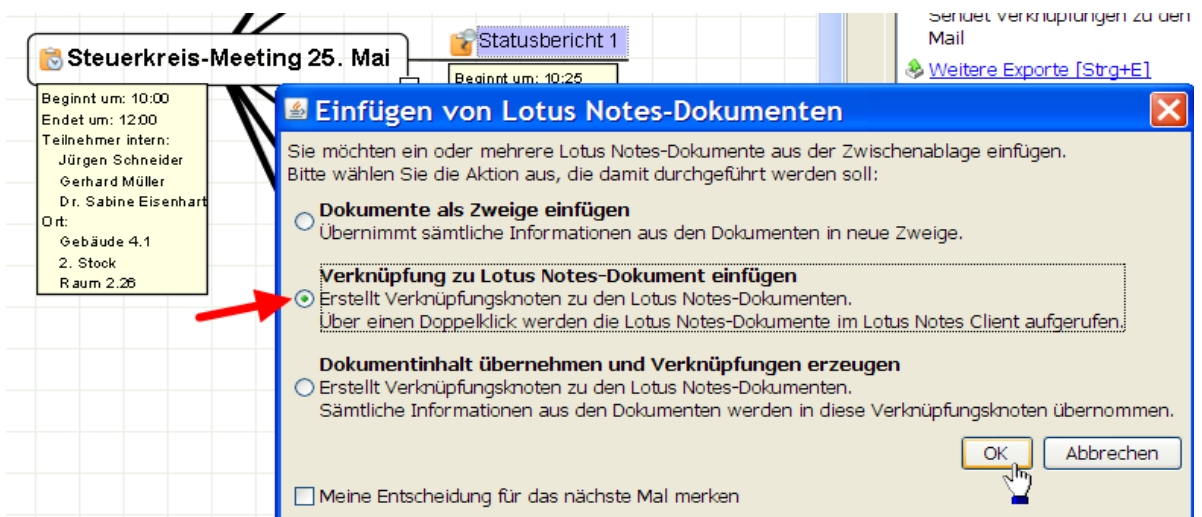 Sendet Verknüpfungen zu den
Mail
Weitere Exporte [Strg+E]
Steuerkreis-Meeting 25. Mai
Statusbericht 1
Beginnt um: 10:25
Beginnt um: 10:00
Endet um: 12:00
Teilnehmer intern:
Jürgen Schneider
Gerhard Müller
Dr. Sabine Eisenhart
Ort:
Gebäude 4.1
2. Stock
Raum 2.26
Einfügen von Lotus Notes-Dokumenten
Sie möchten ein oder mehrere Lotus Notes-Dokumente aus der Zwischenablage einfügen.
Bitte wählen Sie die Aktion aus, die damit durchgeführt werden soll:
Dokumente als Zweige einfügen
Übernimmt sämtliche Informationen aus den Dokumenten in neue Zweige.
Verknüpfung zu Lotus Notes-Dokument einfügen
Erstellt Verknüpfungsknoten zu den Lotus Notes-Dokumenten.
Über einen Doppelklick werden die Lotus Notes-Dokumente im Lotus Notes Client aufgerufen.
Dokumentinhalt übernehmen und Verknüpfungen erzeugen
Erstellt Verknüpfungsknoten zu den Lotus Notes-Dokumenten.
Sämtliche Informationen aus den Dokumenten werden in diese Verknüpfungsknoten übernommen.
OK
Abbrechen
Meine Entscheidung für das nächste Mal merken